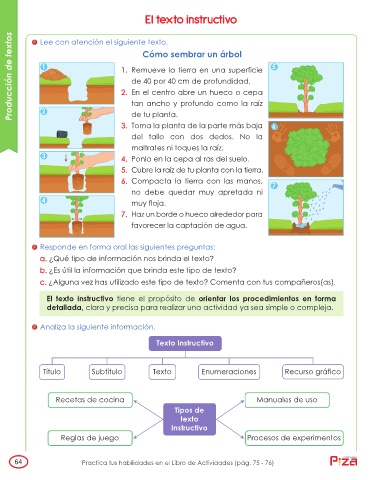 El texto instructivo
Producción de textos
Lee con atención el siguiente texto.
Cómo sembrar un árbol
1. Remueve la tierra en una superficie
de 40 por 40 cm de profundidad.
2. En el centro abre un hueco o cepa
tan ancho y profundo como la raíz
de tu planta.
3. Toma la planta de la parte más baja
del tallo con dos dedos. No la
maltrates ni toques la raíz.
4. Ponlo en la cepa al ras del suelo.
5. Cubre la raíz de tu planta con la tierra.
6. Compacta la tierra con las manos,
no debe quedar muy apretada ni
muy floja.
7. Haz un borde o hueco alrededor para
favorecer la captación de agua.
1
2
3
4
5
6
7
Responde en forma oral las siguientes preguntas:
a. ¿Qué tipo de información nos brinda el texto?
b. ¿Es útil la información que brinda este tipo de texto?
c. ¿Alguna vez has utilizado este tipo de texto? Comenta con tus compañeros(as).
El texto instructivo tiene el propósito de orientar los procedimientos en forma
detallada, clara y precisa para realizar una actividad ya sea simple o compleja.
Analiza la siguiente información.
Texto Instructivo
Título Subtítulo Texto Enumeraciones Recurso gráfico
Recetas de cocina Manuales de uso
Tipos de
texto
Instructivo
Reglas de juego Procesos de experimentos
64 Practica tus habilidades en el Libro de Actividades (pág. 75 - 76) Piza